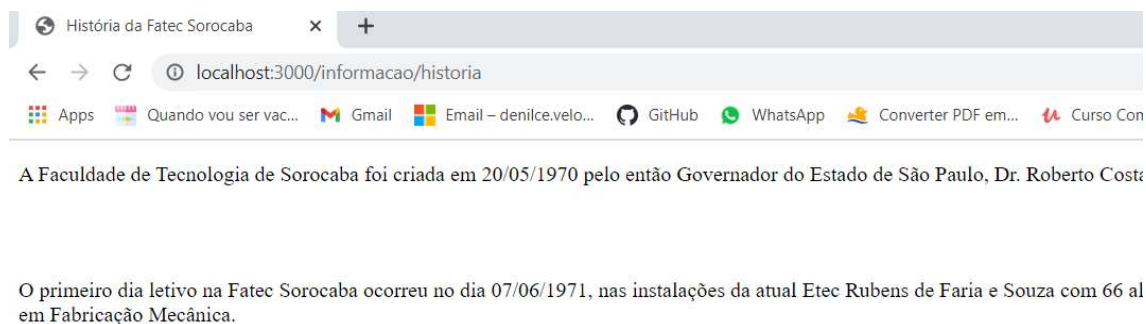 História da Fatec Sorocaba
localhost:3000/informacao/historia
Apps Quando vou ser vac... Gmail Email – denilce.velo... GitHub WhatsApp Converter PDF em... Curso Com
A Faculdade de Tecnologia de Sorocaba foi criada em 20/05/1970 pelo então Governador do Estado de São Paulo, Dr. Roberto Costa
O primeiro dia letivo na Fatec Sorocaba ocorreu no dia 07/06/1971, nas instalações da atual Etec Rubens de Faria e Souza com 66 al
em Fabricação Mecânica.